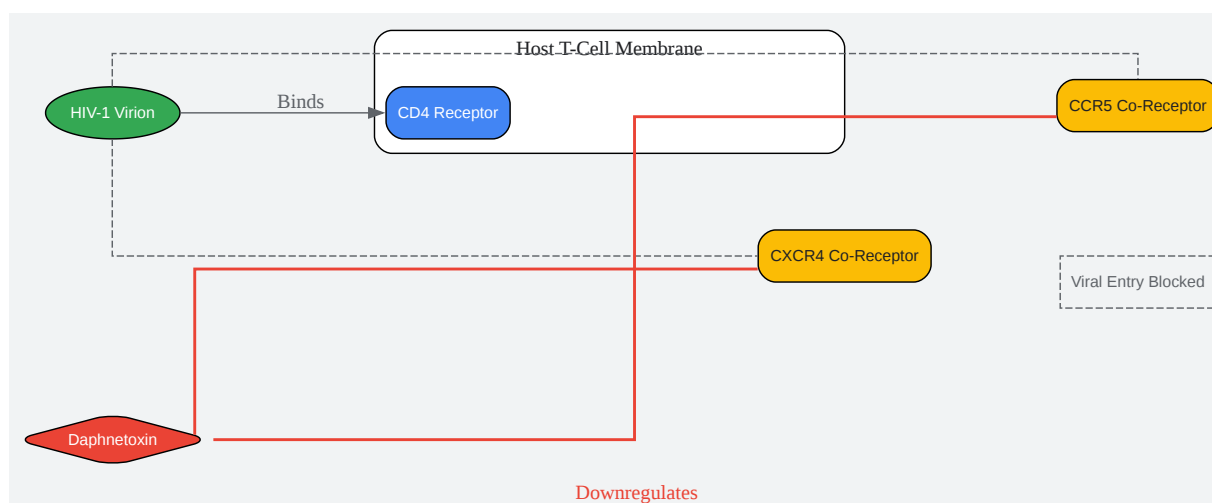 Host T-Cell Membrane
HIV-1 Virion
Binds
CD4 Receptor
CCR5 Co-Receptor
CXCR4 Co-Receptor
Viral Entry Blocked
Daphnetoxin
Downregulates